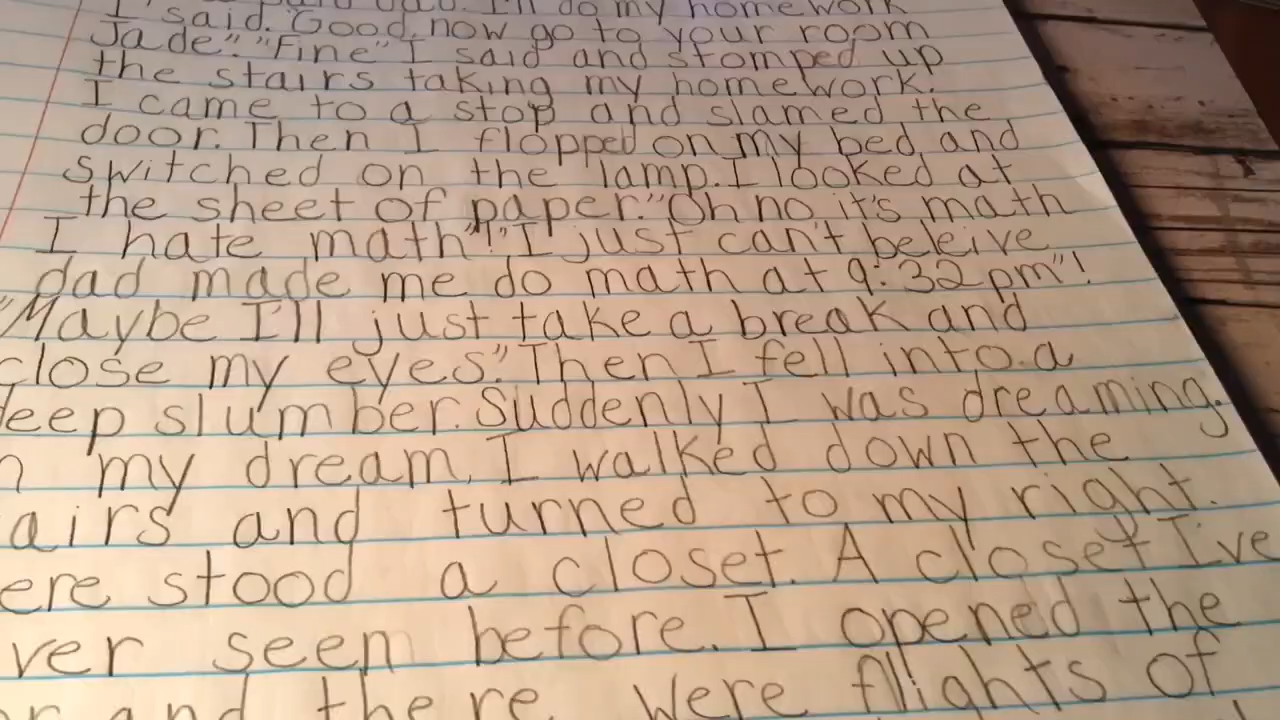 I'll do my homework
I said. Good, now go to your room
Jade". "Fine" I said and stomped up
the stairs taking my homework.
I came to a stop and slamed the
door. Then I flopped on my bed and
switched on the lamp. I looked at
the sheet of paper. "Oh no, it's math
I hate math"! "I just can't beleive
dad made me do math at 9:32 pm"!
"Maybe I'll just take a break and
close my eyes". Then I fell into a
deep slumber. Suddenly I was dreaming.
my dream, I walked down the
airs and turned to my right.
ere stood a closet. A closet I've
ver seen before. I opened the
and there were flights of